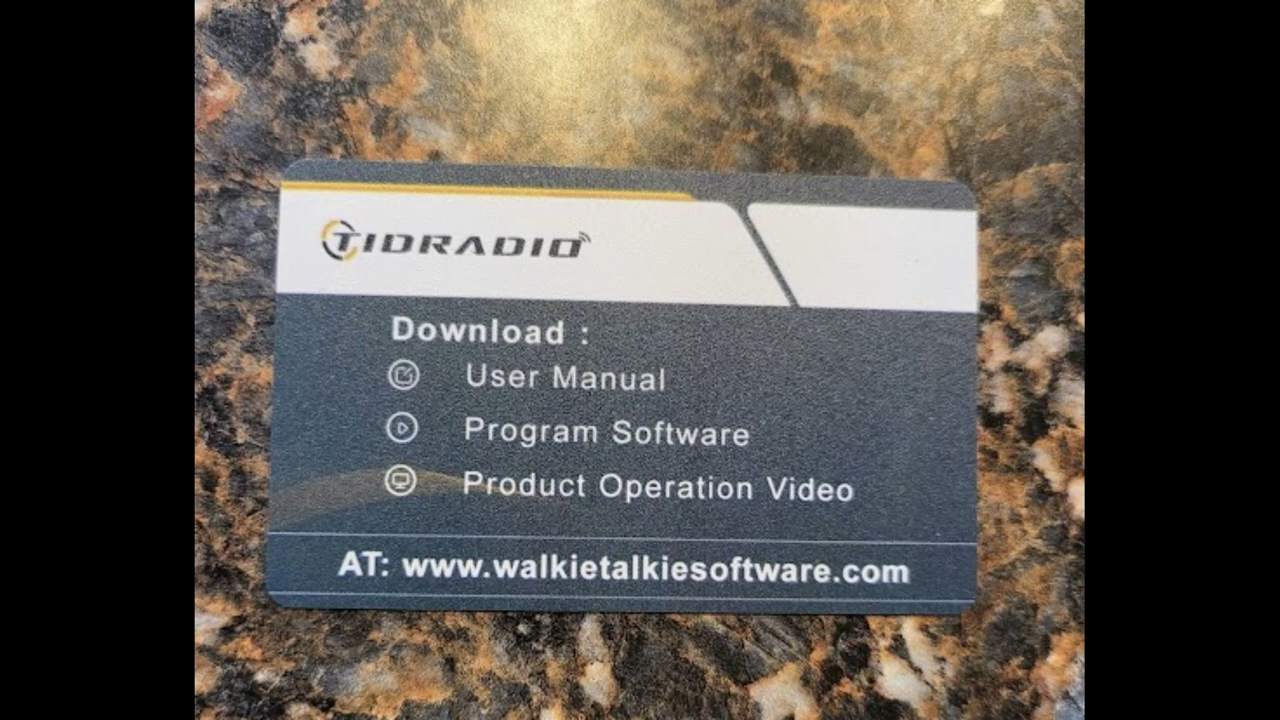 TIDRADIO
Download :
User Manual
Program Software
Product Operation Video
AT: www.walkietalkiesoftware.com